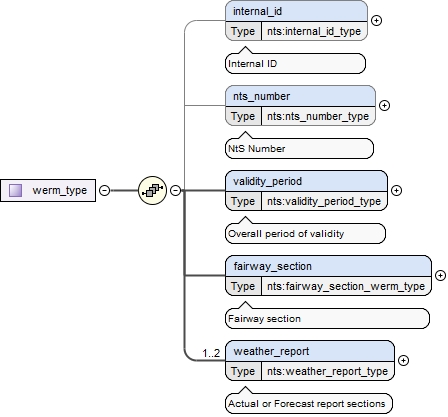 internal_id
Type nts:internal_id_type
Internal ID
nts_number
Type nts:nts_number_type
NtS Number
werm_type
validity_period
Type nts:validity_period_type
Overall period of validity
fairway_section
Type nts:fairway_section_werm_type
Fairway section
1..2
weather_report
Type nts:weather_report_type
Actual or Forecast report sections